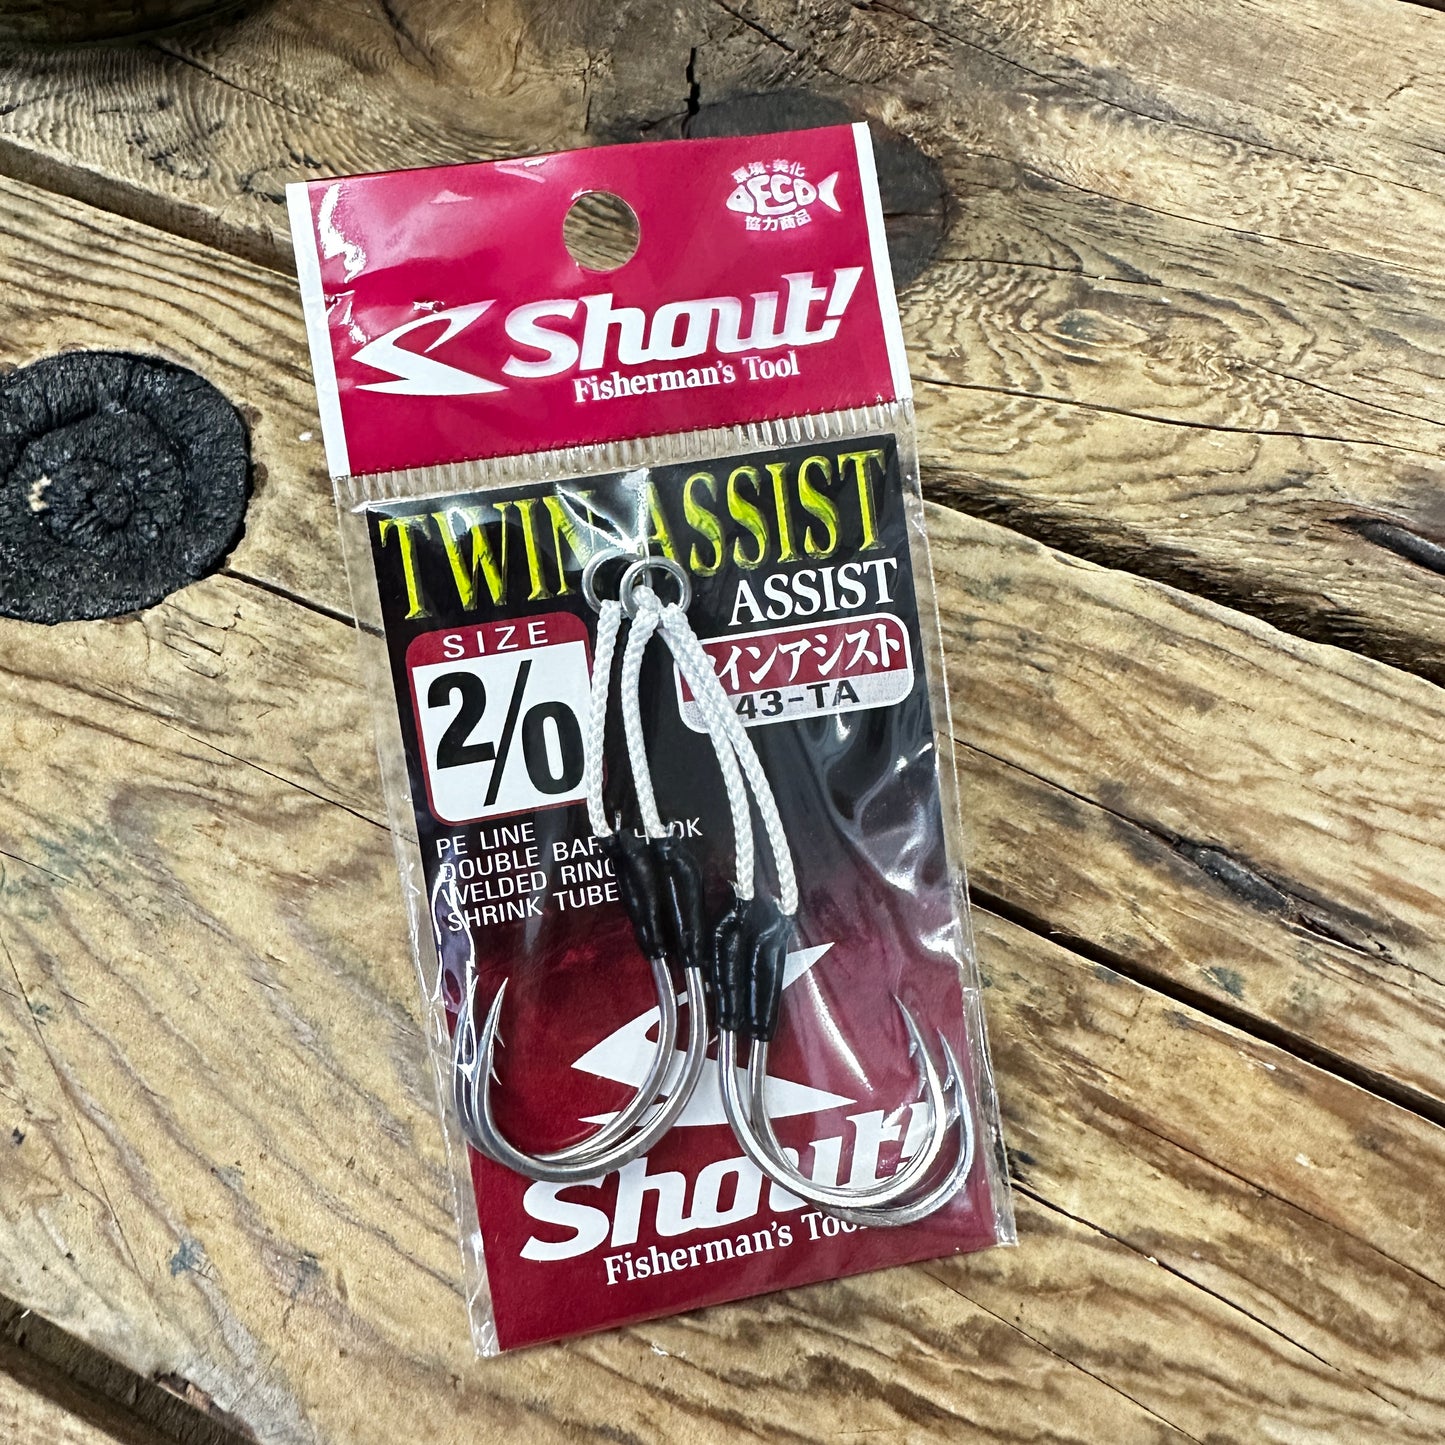 環境・美化
ECO
協力商品
Shout!
Fisherman's Tool
TWIN ASSIST
ASSIST
SIZE
2/0
インアシスト
43-TA
PE LINE
DOUBLE BAR
WELDED RING
SHRINK TUBE
Shout!
Fisherman's Tool